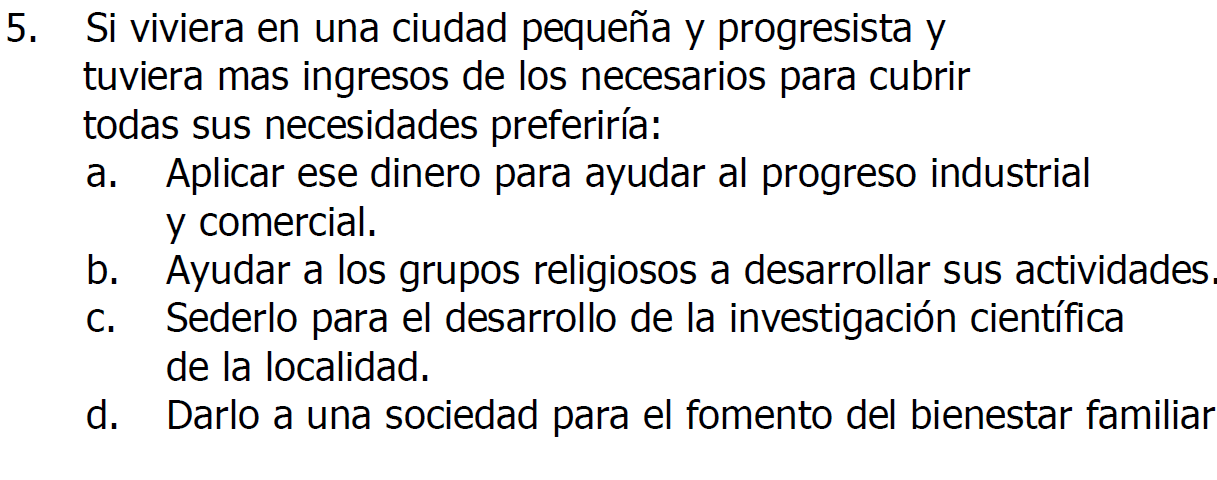 5. Si viviera en una ciudad pequeña y progresista y
tuviera mas ingresos de los necesarios para cubrir
todas sus necesidades preferiría:
a. Aplicar ese dinero para ayudar al progreso industrial
y comercial.
b. Ayudar a los grupos religiosos a desarrollar sus actividades.
c. Sederlo para el desarrollo de la investigación científica
de la localidad.
d. Darlo a una sociedad para el fomento del bienestar familiar